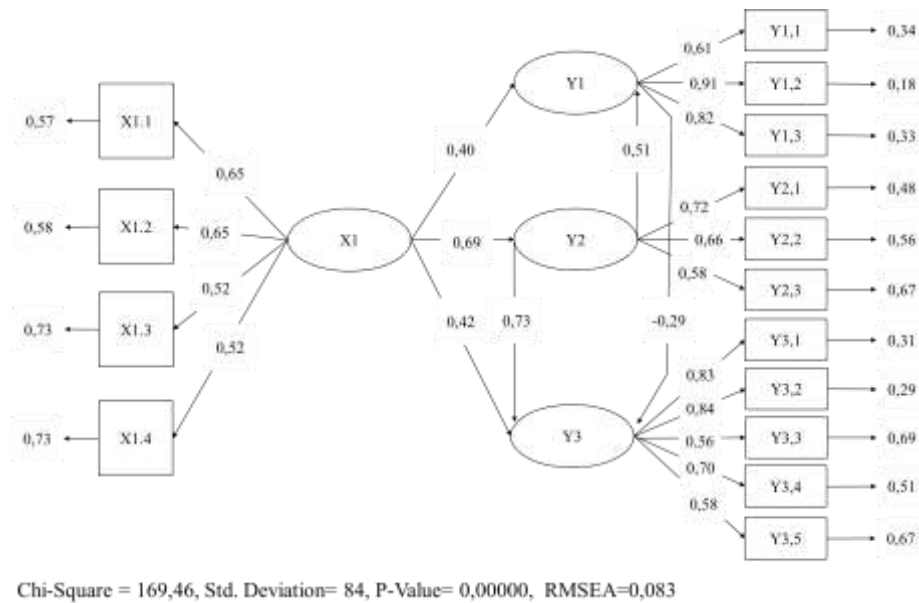 Y1,1 0,34
0,61
Y1 0,91 Y1,2 0,18
0,82
0,57 X1.1 Y1,3 0,33
0,40 0,51
0,65 0,72 Y2,1 0,48
0,58 X1.2 0,65 X1 0,69 Y2 0,66 Y2,2 0,56
0,58 Y2,3 0,67
0,52
0,73 X1.3 0,42 0,73 -0,29 Y3,1 0,31
0,52 0,83
0,84 Y3,2 0,29
0,73 X1.4 Y3 0,56 Y3,3 0,69
0,70 Y3,4 0,51
0,58 Y3,5 0,67
Chi-Square = 169,46, Std. Deviation= 84, P-Value= 0,00000, RMSEA=0,083